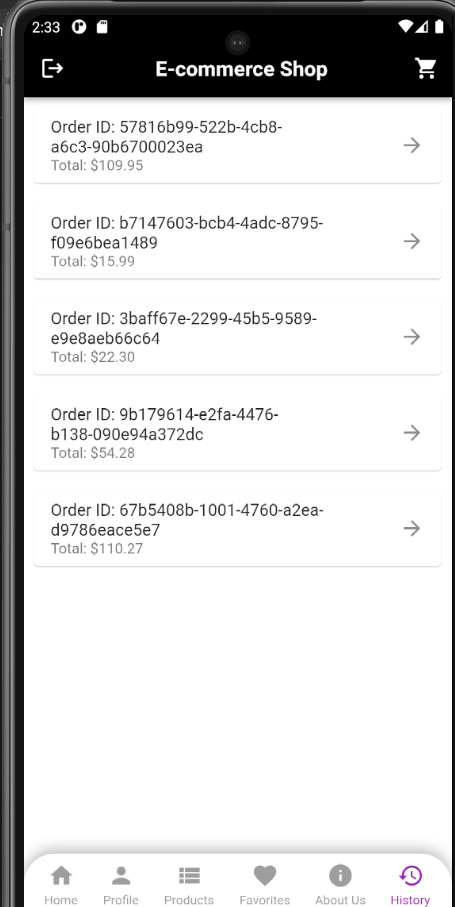 2:33
E-commerce Shop
Order ID: 57816b99-522b-4cb8-
a6c3-90b6700023ea
Total: $109.95
Order ID: b7147603-bcb4-4adc-8795-
f09e6bea1489
Total: $15.99
Order ID: 3baff67e-2299-45b5-9589-
e9e8aeb66c64
Total: $22.30
Order ID: 9b179614-e2fa-4476-
b138-090e94a372dc
Total: $54.28
Order ID: 67b5408b-1001-4760-a2ea-
d9786eace5e7
Total: $110.27
Home Profile Products Favorites About Us History